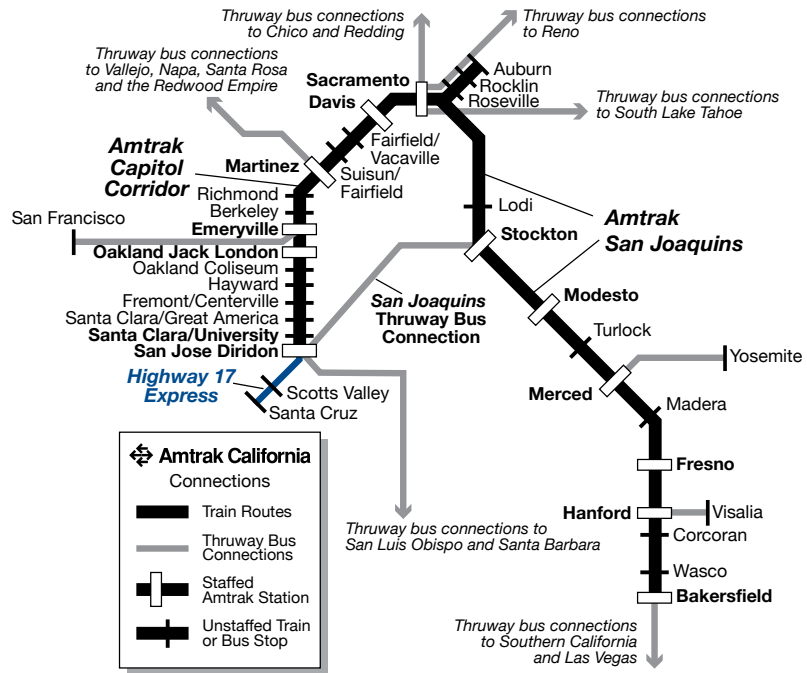 Thruway bus connections
to Chico and Redding
Thruway bus connections
to Reno
Thruway bus connections
to Vallejo, Napa, Santa Rosa
and the Redwood Empire
Sacramento
Davis
Auburn
Rocklin
Roseville
Thruway bus connections
to South Lake Tahoe
Fairfield/
Vacaville
Suisun/
Fairfield
Amtrak
Capitol
Corridor
Martinez
Richmond
Berkeley
San Francisco
Emeryville
Oakland Jack London
Oakland Coliseum
Hayward
Fremont/Centerville
Santa Clara/Great America
Santa Clara/University
San Jose Diridon
Lodi
Stockton
Amtrak
San Joaquins
San Joaquins
Thruway Bus
Connection
Modesto
Turlock
Yosemite
Merced
Madera
Highway 17
Express
Scotts Valley
Santa Cruz
Fresno
Hanford
Visalia
Corcoran
Wasco
Bakersfield
Thruway bus connections to
San Luis Obispo and Santa Barbara
Thruway bus connections
to Southern California
and Las Vegas
Amtrak California
Connections
Train Routes
Thruway Bus
Connections
Staffed
Amtrak Station
Unstaffed Train
or Bus Stop